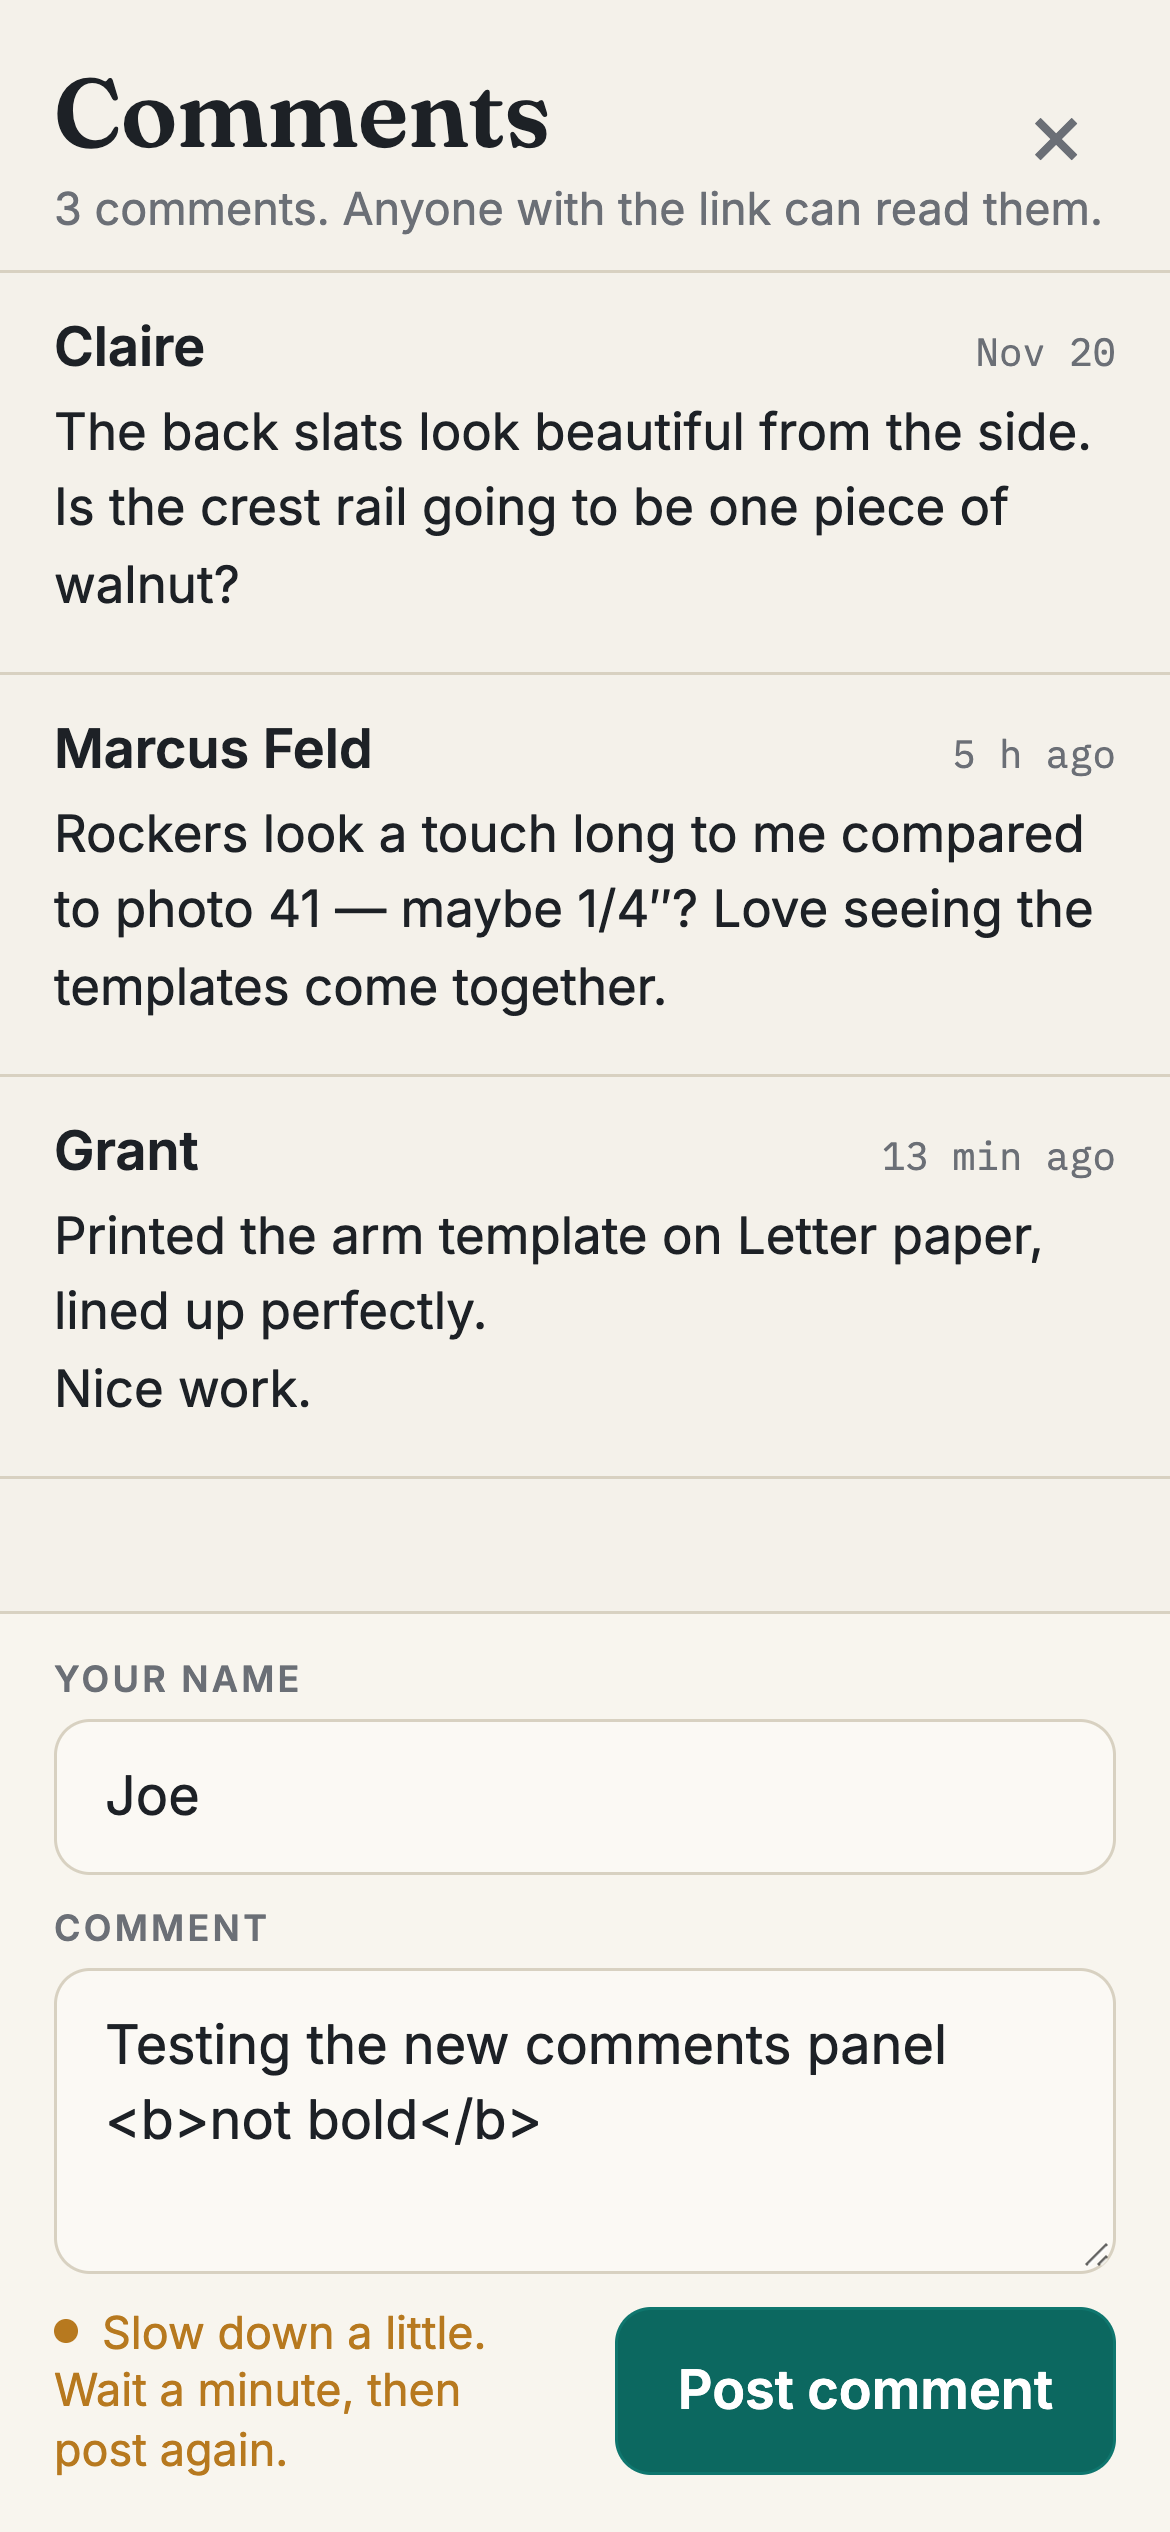 Comments
3 comments. Anyone with the link can read them.
Claire
Nov 20
The back slats look beautiful from the side.
Is the crest rail going to be one piece of
walnut?
Marcus Feld
5 h ago
Rockers look a touch long to me compared
to photo 41 — maybe 1/4″? Love seeing the
templates come together.
Grant
13 min ago
Printed the arm template on Letter paper,
lined up perfectly.
Nice work.
YOUR NAME
Joe
COMMENT
Testing the new comments panel
<b>not bold</b>
Slow down a little.
Wait a minute, then
post again.
Post comment